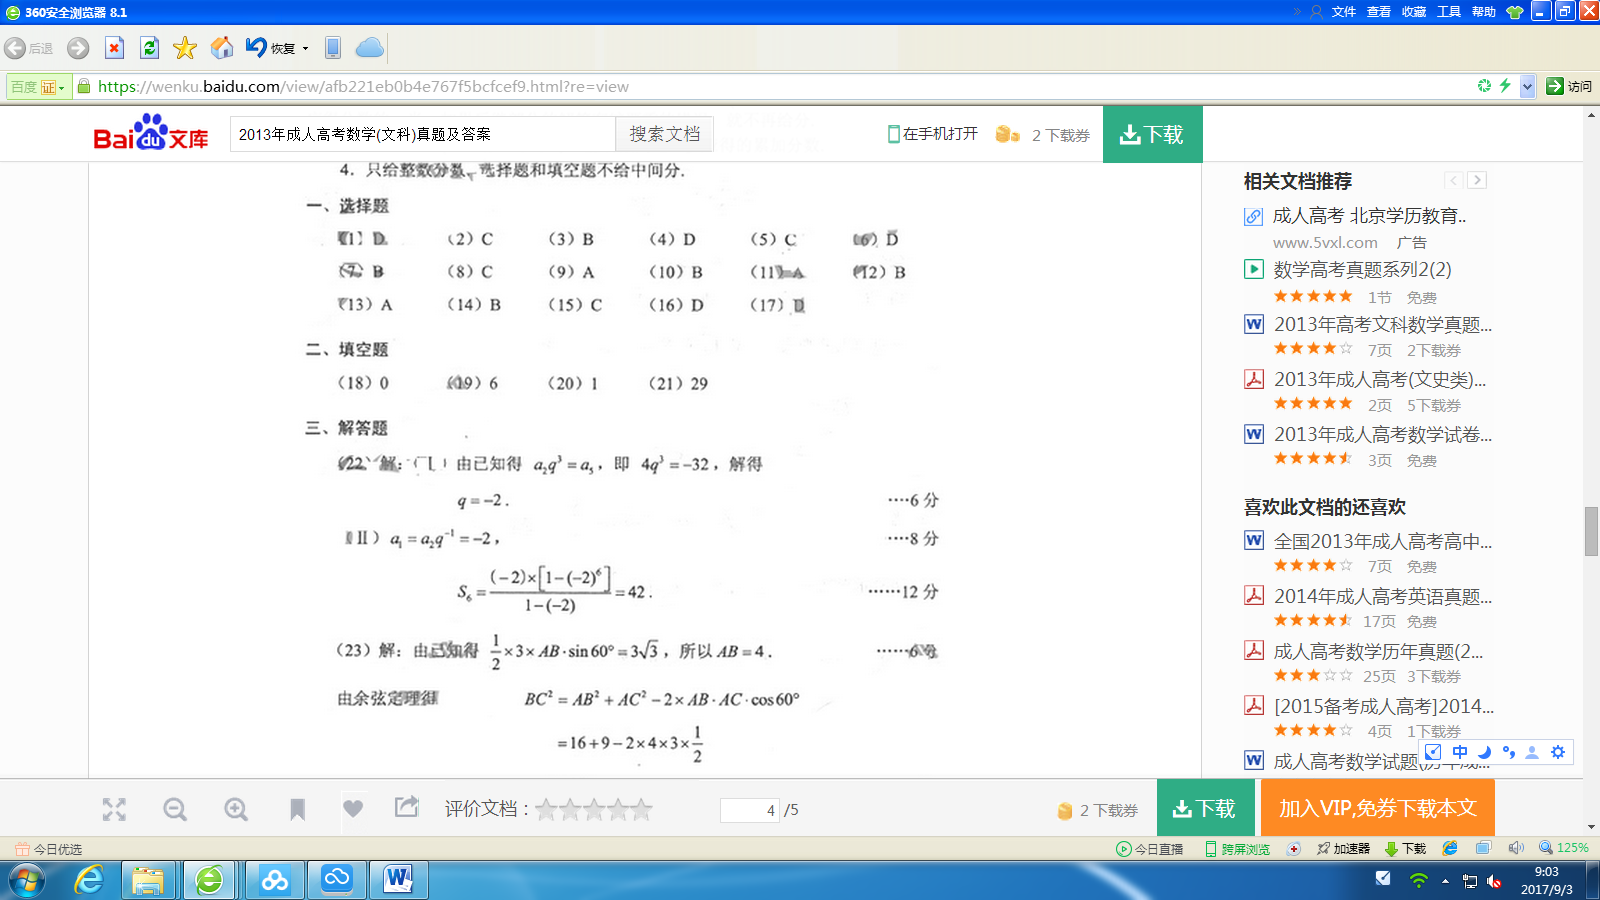 360安全浏览器 8.1
文件 查看 收藏 工具 帮助
后退 恢复
百度 证 https://wenku.baidu.com/view/afb221eb0b4e767f5bcfcef9.html?re=view 访问
Bai du 文库 2013年成人高考数学(文科)真题及答案 搜索文档 在手机打开 2 下载券 下载
4. 只给整数分数,选择题和填空题不给中间分.
一、选择题
(1) D (2) C (3) B (4) D (5) C (6) D
(7) B (8) C (9) A (10) B (11) A (12) B
(13) A (14) B (15) C (16) D (17) D
二、填空题
(18) 0 (19) 6 (20) 1 (21) 29
三、解答题
(22) 解: (I) 由已知得 a₂q³=a₅, 即 4q³=-32, 解得
q=-2. ····6 分
(II) a₁=a₂q⁻¹=-2, ····8 分
S₆=(-2)×[1-(-2)⁶]/1-(-2)=42. ······12 分
(23) 解: 由已知得 1/2×3×AB·sin60°=3√3, 所以 AB=4. ······6 分
由余弦定理得 BC²=AB²+AC²-2×AB·AC·cos60°
=16+9-2×4×3×1/2
相关文档推荐
成人高考 北京学历教育..
www.5vxl.com 广告
数学高考真题系列2(2)
1节 免费
2013年高考文科数学真题...
7页 2下载券
2013年成人高考(文史类)...
2页 5下载券
2013年成人高考数学试卷...
3页 免费
喜欢此文档的还喜欢
全国2013年成人高考高中...
7页 免费
2014年成人高考英语真题...
17页 免费
成人高考数学历年真题(2...
25页 3下载券
[2015备考成人高考]2014...
4页 1下载券
成人高考数学试题(历年成...
中
评价文档: 4 /5 2 下载券 下载 加入VIP,免券下载本文
今日优选 今日直播 跨屏浏览 加速器 下载 125%
9:03
2017/9/3